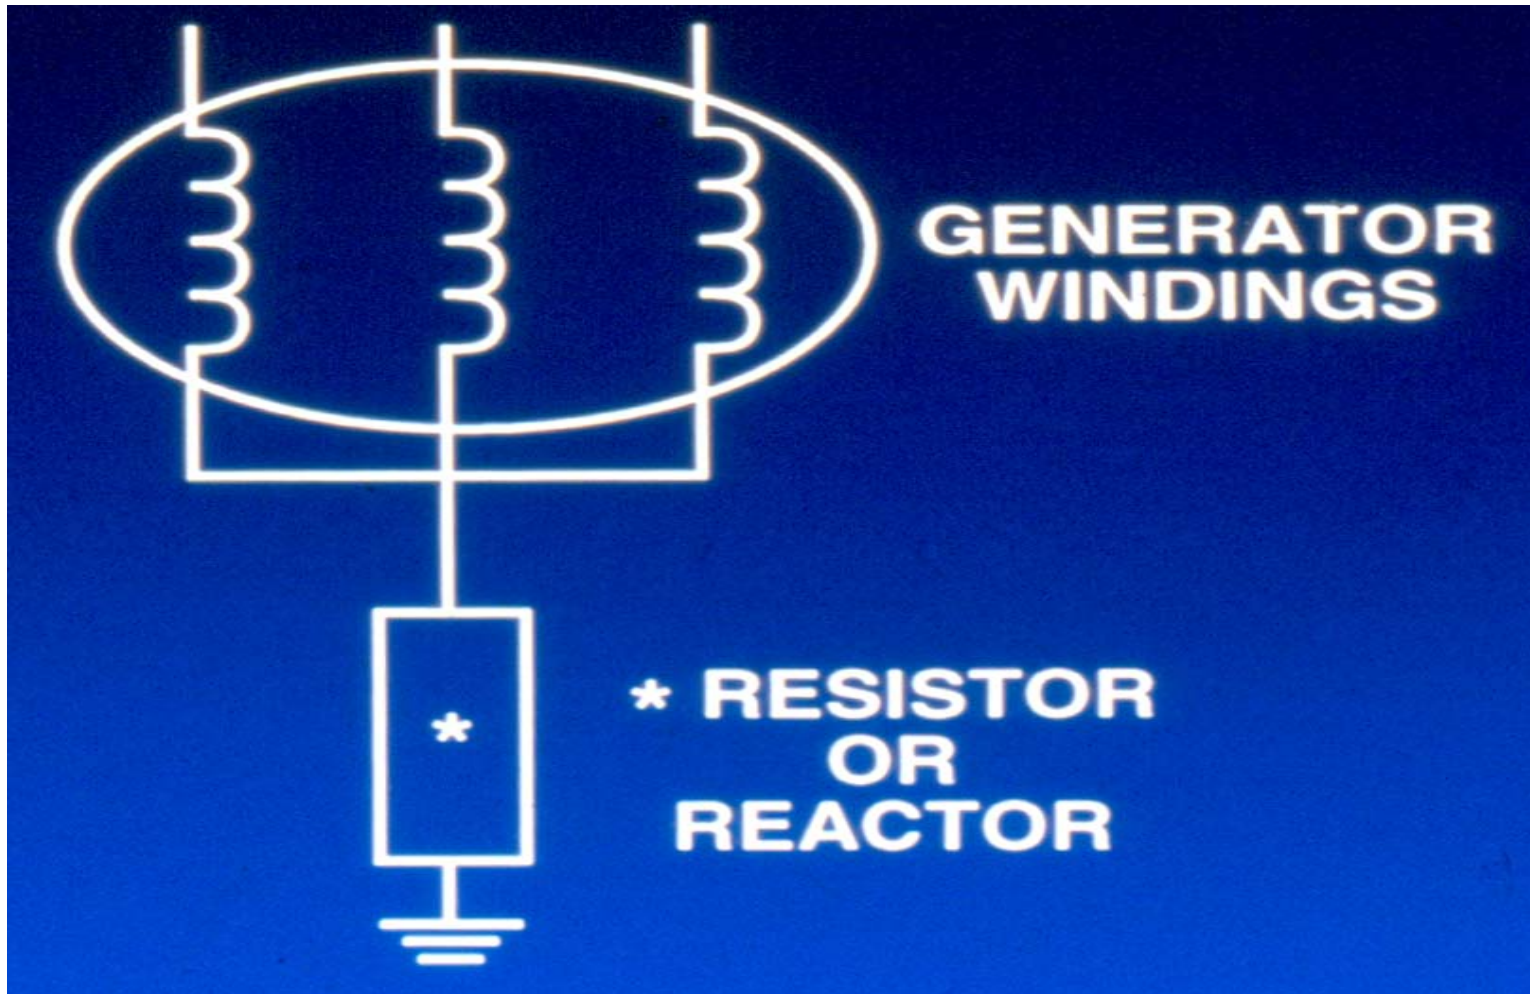 GENERATOR
WINDINGS
*
* RESISTOR
OR
REACTOR